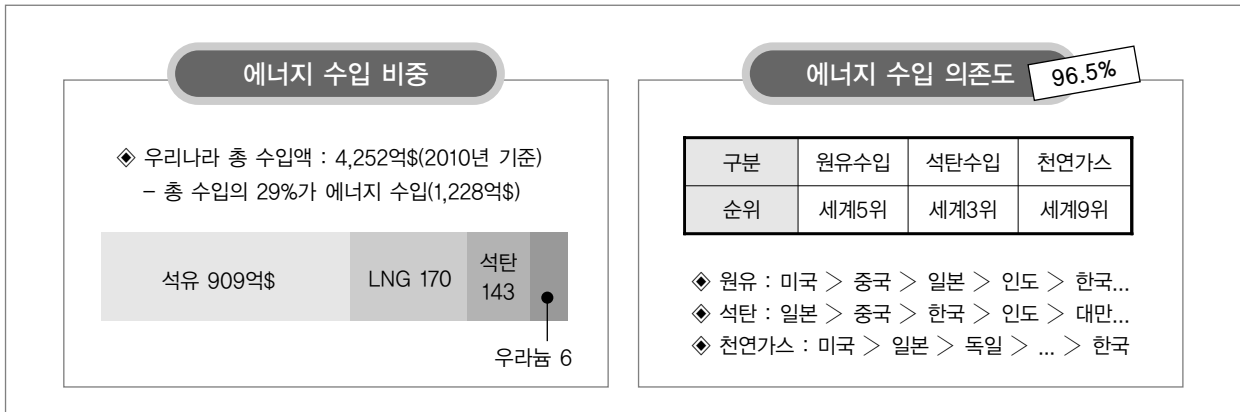 에너지 수입 비중
◈ 우리나라 총 수입액 : 4,252억$(2010년 기준)
- 총 수입의 29%가 에너지 수입(1,228억$)
석유 909억$
LNG 170
석탄
143
우라늄 6
에너지 수입 의존도
96.5%
구분 원유수입 석탄수입 천연가스
순위 세계5위 세계3위 세계9위
◈ 원유 : 미국 > 중국 > 일본 > 인도 > 한국...
◈ 석탄 : 일본 > 중국 > 한국 > 인도 > 대만...
◈ 천연가스 : 미국 > 일본 > 독일 > ... > 한국